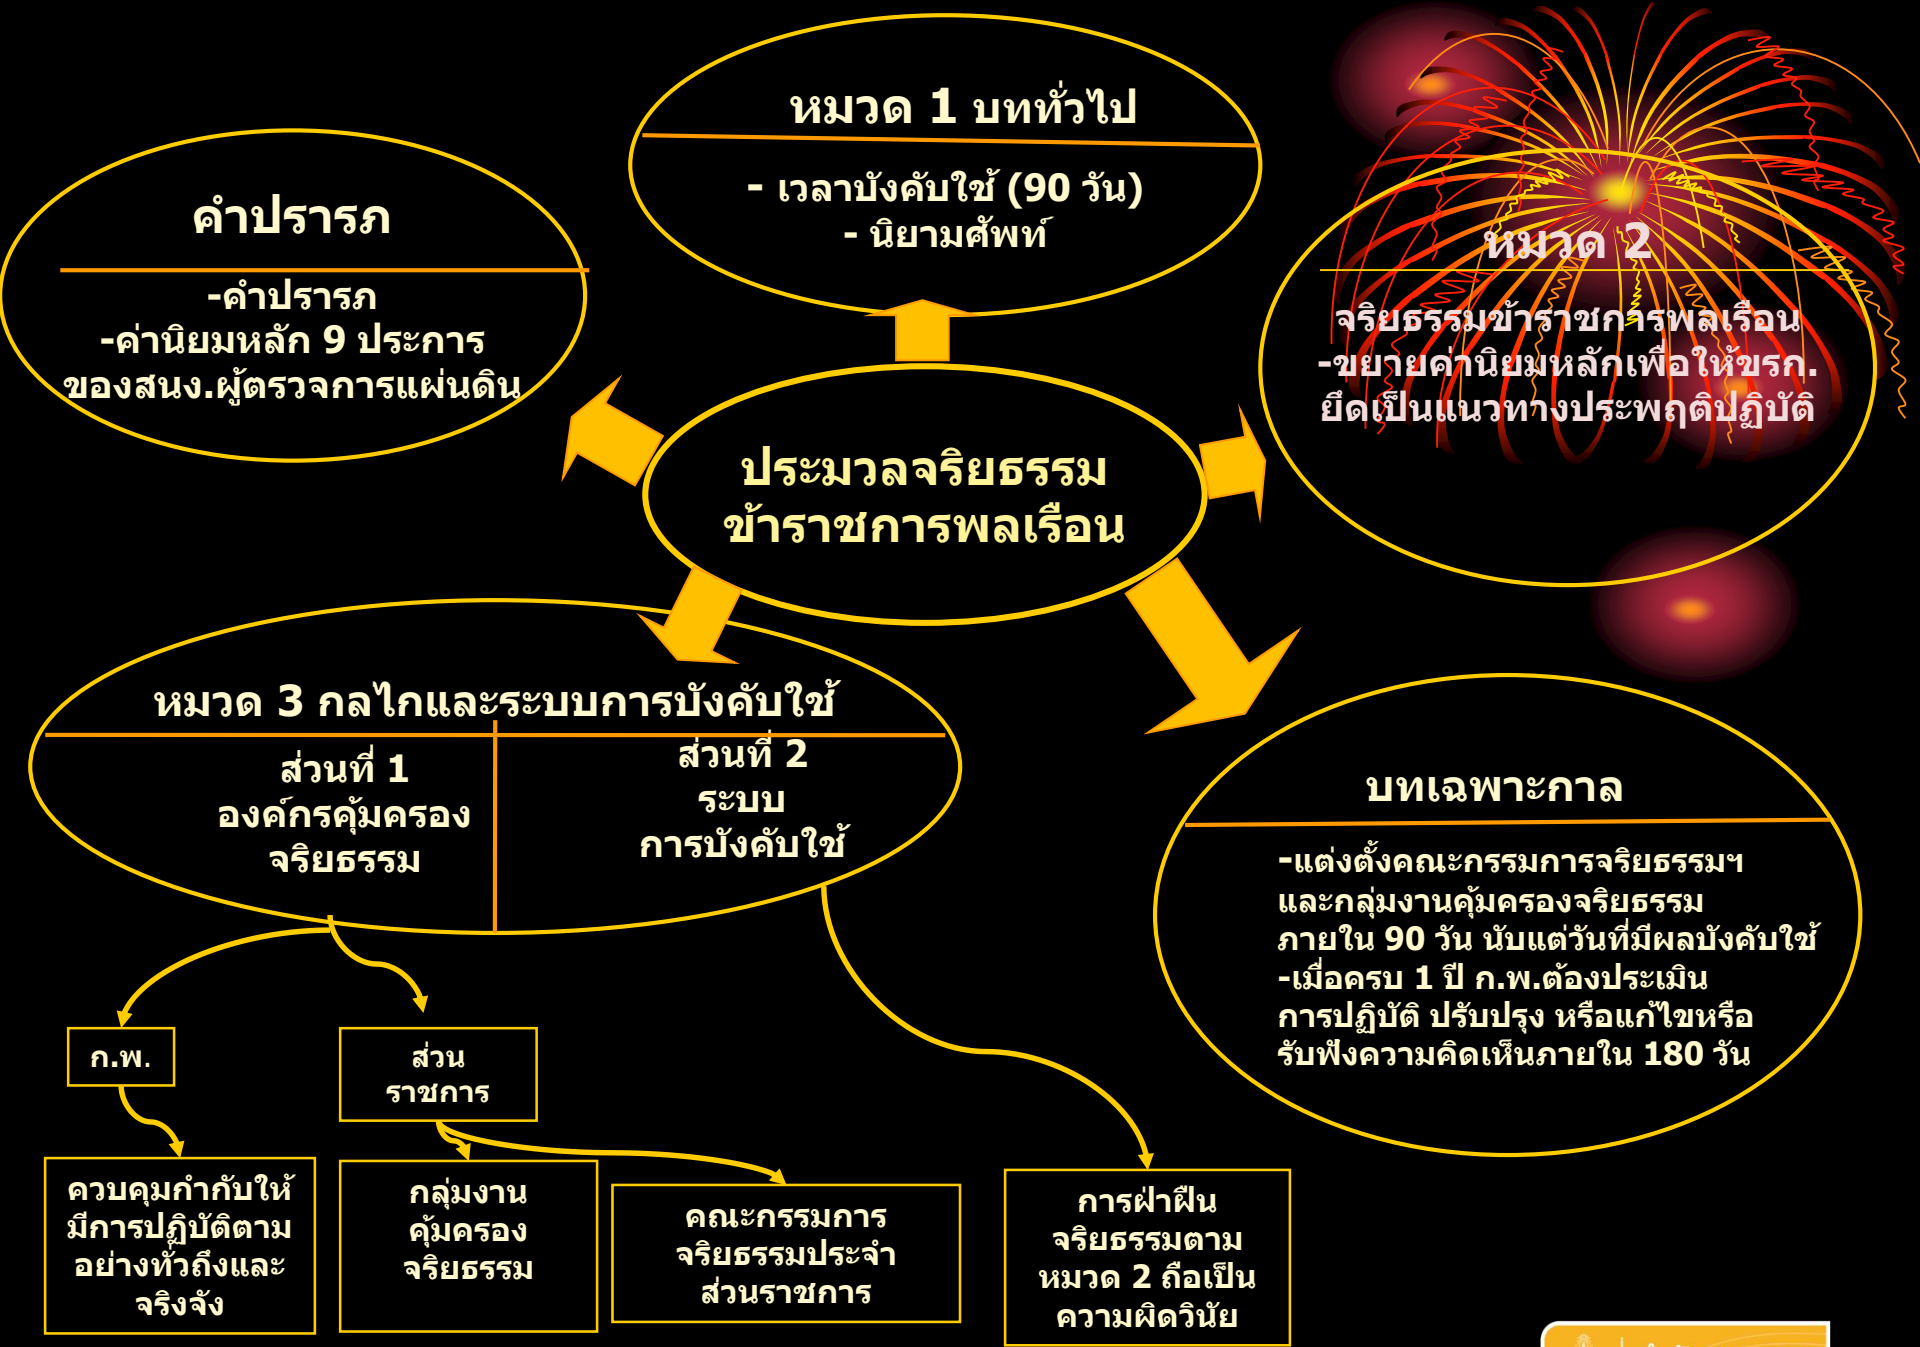 หมวด 1 บททั่วไป
- เวลาบังคับใช้ (90 วัน)
- นิยามศัพท์
คำปรารภ
-คำปรารภ
-ค่านิยมหลัก 9 ประการ
ของสนง.ผู้ตรวจการแผ่นดิน
หมวด 2
จริยธรรมข้าราชการพลเรือน
-ขยายค่านิยมหลักเพื่อให้ขรก.
ยึดเป็นแนวทางประพฤติปฏิบัติ
ประมวลจริยธรรม
ข้าราชการพลเรือน
หมวด 3 กลไกและระบบการบังคับใช้
ส่วนที่ 1
องค์กรคุ้มครอง
จริยธรรม
ส่วนที่ 2
ระบบ
การบังคับใช้
บทเฉพาะกาล
-แต่งตั้งคณะกรรมการจริยธรรมฯ
และกลุ่มงานคุ้มครองจริยธรรม
ภายใน 90 วัน นับแต่วันที่มีผลบังคับใช้
-เมื่อครบ 1 ปี ก.พ.ต้องประเมิน
การปฏิบัติ ปรับปรุง หรือแก้ไขหรือ
รับฟังความคิดเห็นภายใน 180 วัน
ก.พ.
ส่วน
ราชการ
ควบคุมกำกับให้
มีการปฏิบัติตาม
อย่างทั่วถึงและ
จริงจัง
กลุ่มงาน
คุ้มครอง
จริยธรรม
คณะกรรมการ
จริยธรรมประจำ
ส่วนราชการ
การฝ่าฝืน
จริยธรรมตาม
หมวด 2 ถือเป็น
ความผิดวินัย